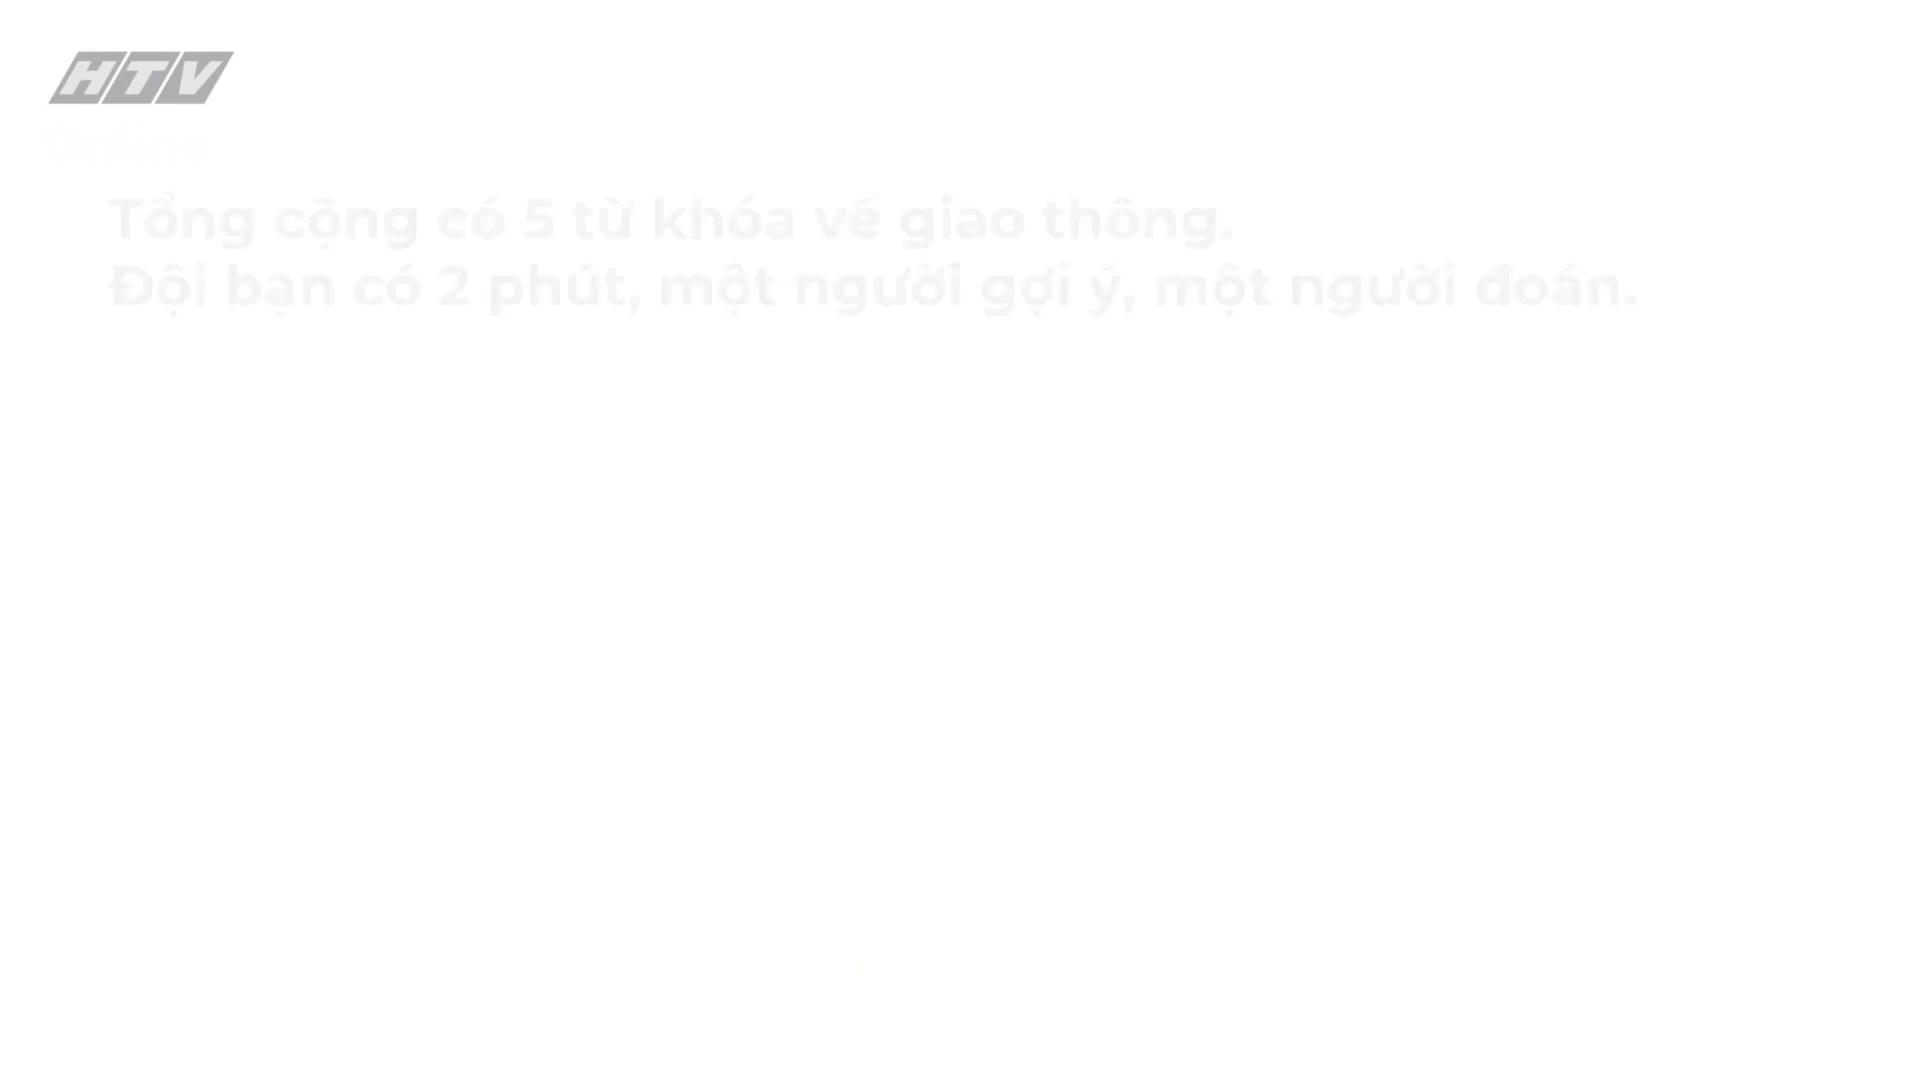 HTV
Online
Tổng cộng có 5 từ khóa về giao thông.
Đội bạn có 2 phút, một người gợi ý, một người đoán.